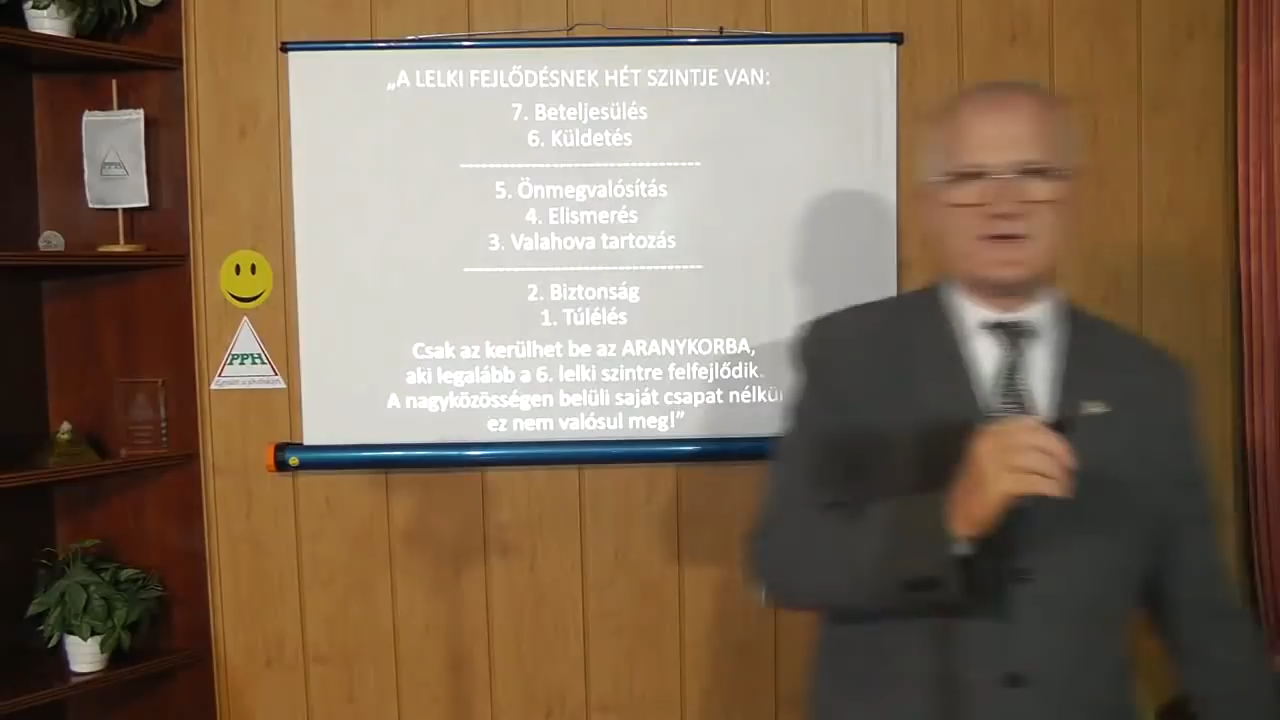 „A LELKI FEJLŐDÉSNEK HÉT SZINTJE VAN:
7. Beteljesülés
6. Küldetés
--------------------------------------
5. Önmegvalósítás
4. Elismerés
3. Valahova tartozás
--------------------------------------
2. Biztonság
1. Túlélés
Csak az kerülhet be az ARANYKORBA,
aki legalább a 6. lelki szintre felfejlődik.
A nagyközösségen belüli saját csapat nélkül
ez nem valósul meg!”
PPH